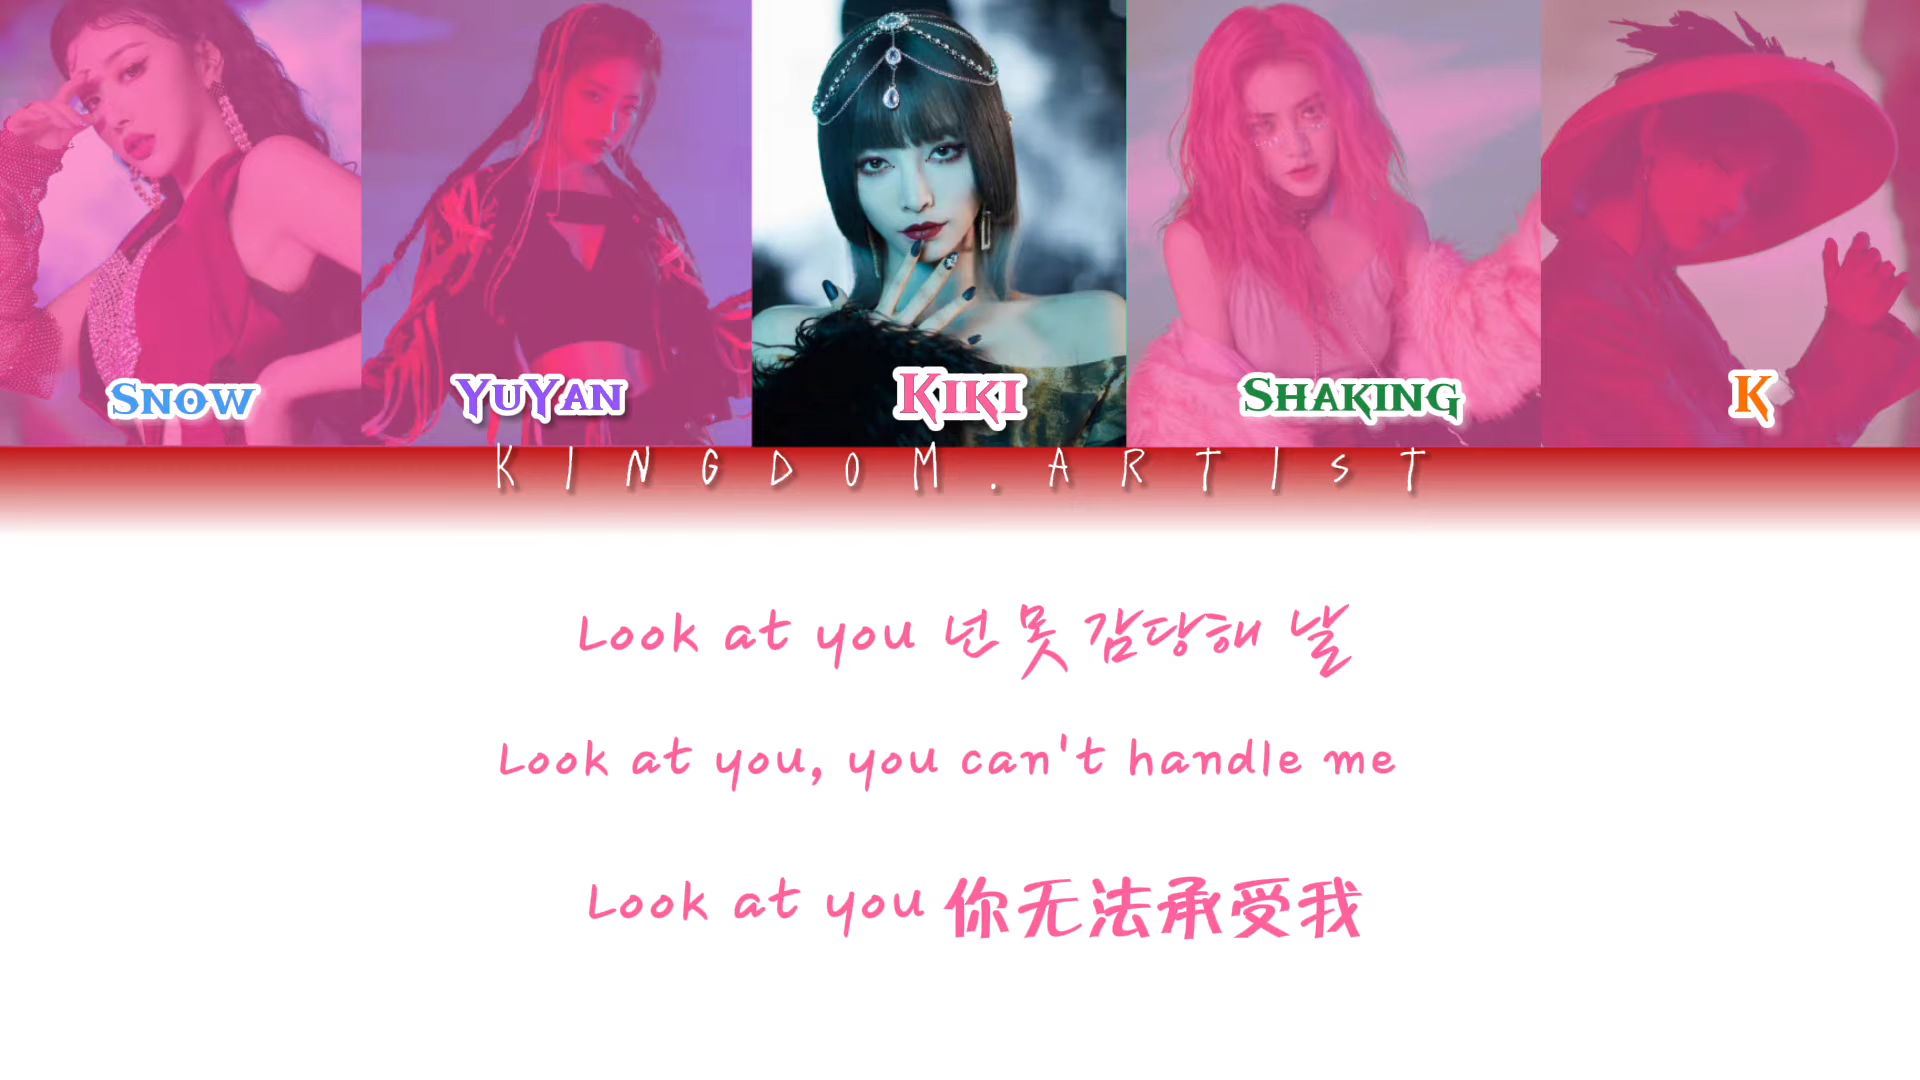 Snow
YuYan
Kiki
Shaking
K
KINGDOM.ARTIST
Look at you 넌 못 감당해 날
Look at you, you can't handle me
Look at you 你无法承受我